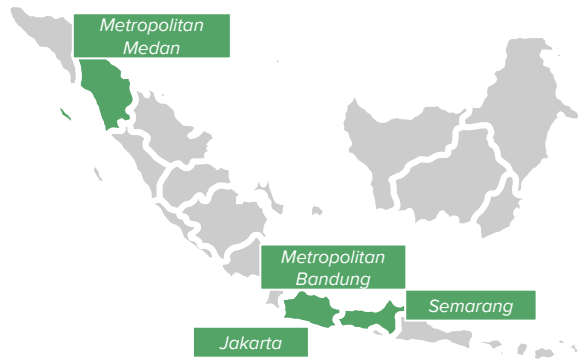 Metropolitan
Medan
Metropolitan
Bandung
Semarang
Jakarta